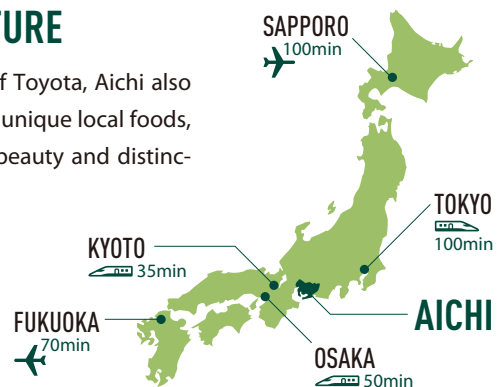 TURE
f Toyota, Aichi also
unique local foods,
beauty and distinc-
SAPPORO
100min
TOKYO
100min
KYOTO
35min
AICHI
FUKUOKA
70min
OSAKA
50min